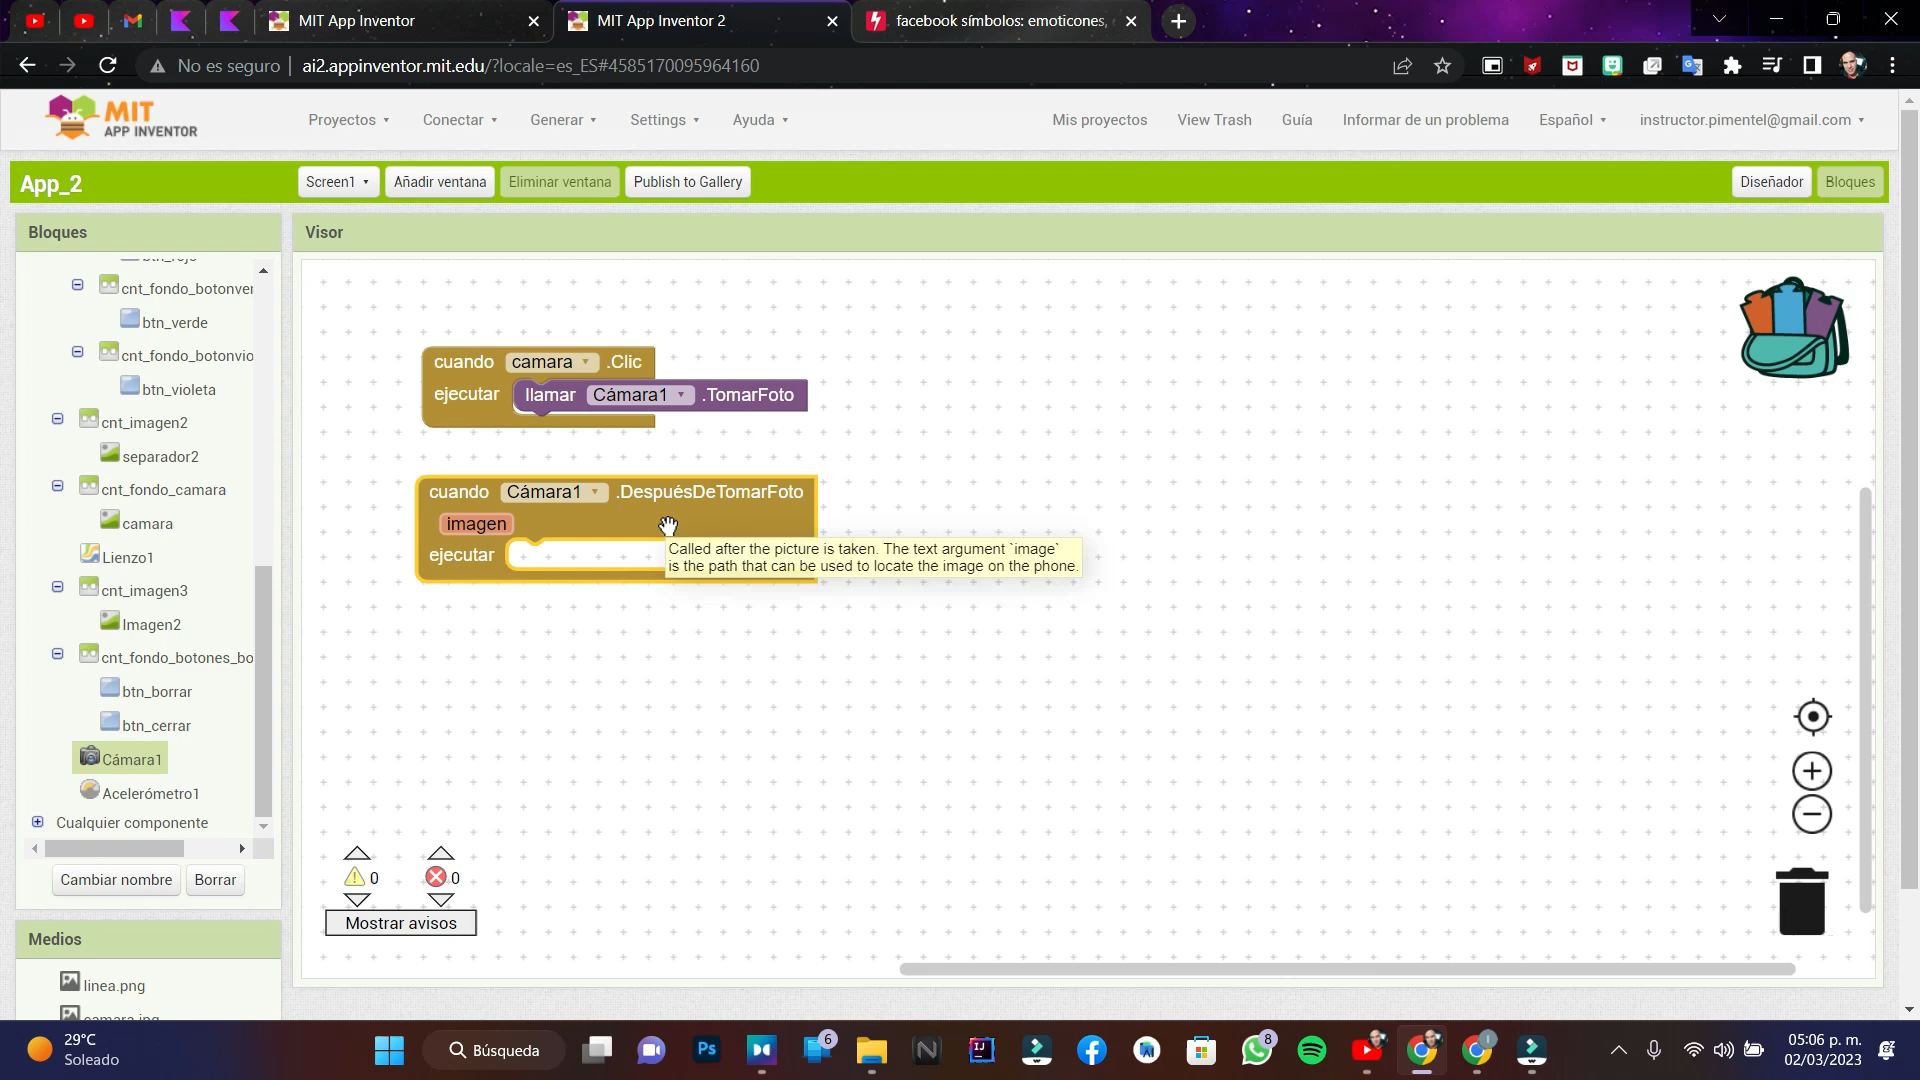 MIT App Inventor
MIT App Inventor 2
facebook símbolos: emoticones,
No es seguro
ai2.appinventor.mit.edu/?locale=es_ES#4585170095964160
MIT
APP INVENTOR
Proyectos
Conectar
Generar
Settings
Ayuda
Mis proyectos
View Trash
Guía
Informar de un problema
Español
instructor.pimentel@gmail.com
App_2
Screen1
Añadir ventana
Eliminar ventana
Publish to Gallery
Diseñador
Bloques
Bloques
Visor
cnt_fondo_botonver
btn_verde
cnt_fondo_botonvio
btn_violeta
cnt_imagen2
separador2
cnt_fondo_camara
camara
Lienzo1
cnt_imagen3
Imagen2
cnt_fondo_botones_bo
btn_borrar
btn_cerrar
Cámara1
Acelerómetro1
Cualquier componente
Cambiar nombre
Borrar
Medios
linea.png
cuando camara .Clic
ejecutar llamar Cámara1 .TomarFoto
cuando Cámara1 .DespuésDeTomarFoto
imagen
ejecutar
Called after the picture is taken. The text argument `image`
is the path that can be used to locate the image on the phone.
0
0
Mostrar avisos
29°C
Soleado
Búsqueda
Ps
6
N
IJ
8
05:06 p. m.
02/03/2023